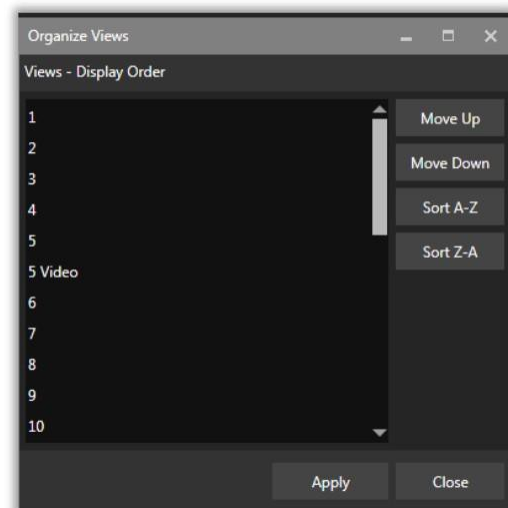 Organize Views
Views - Display Order
1
2
3
4
5
5 Video
6
7
8
9
10
Move Up
Move Down
Sort A-Z
Sort Z-A
Apply
Close